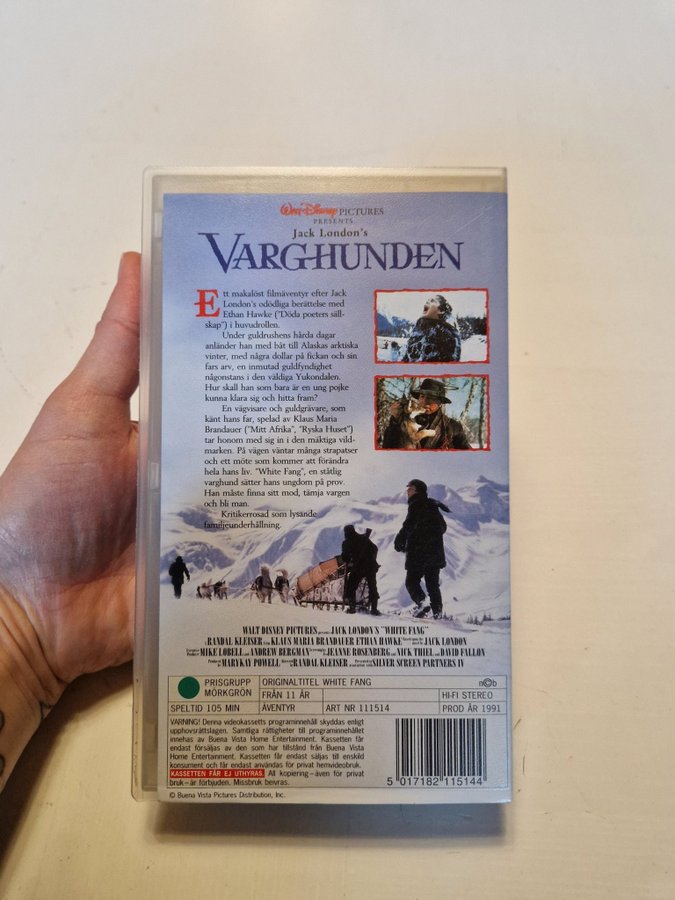 Walt Disney PICTURES
PRESENTS
Jack London's
VARGHUNDEN
Ett makalöst filmäventyr efter Jack
London's odödliga berättelse med
Ethan Hawke ("Döda poeters säll-
skap") i huvudrollen.
Under guldrushens hårda dagar
anländer han med båt till Alaskas arktiska
vinter, med några dollar på fickan och sin
fars arv, en inmutad guldfyndighet
någonstans i den väldiga Yukondalen.
Hur skall han som bara är en ung pojke
kunna klara sig och hitta fram?
En vägvisare och guldgrävare, som
känt hans far, spelad av Klaus Maria
Brandauer ("Mitt Afrika", "Ryska Huset")
tar honom med sig in i den mäktiga vild-
marken. På vägen väntar många strapatser
och ett möte som kommer att förändra
hela hans liv. "White Fang", en ståtlig
varghund sätter hans ungdom på prov.
Han måste finna sitt mod, tämja vargen
och bli man.
Kritikerrosad som lysande
familjeunderhållning.
WALT DISNEY PICTURES presents JACK LONDON'S "WHITE FANG"
A RANDAL KLEISER Film KLAUS MARIA BRANDAUER ETHAN HAWKE JACK LONDON
MIKE LOBELL and ANDREW BERGMAN JEANNE ROSENBERG and NICK THIEL and DAVID FALLON
MARYKAY POWELL RANDAL KLEISER SILVER SCREEN PARTNERS IV
PRISGRUPP
MÖRKGRÖN
ORIGINALTITEL WHITE FANG
FRÅN 11 ÅR
HI-FI STEREO
SPELTID 105 MIN
ÄVENTYR
ART NR 111514
PROD ÅR 1991
VARNING! Denna videokassetts programinnehåll skyddas enligt
upphovsrättslagen. Samtliga rättigheter till programinnehållet
innehas av Buena Vista Home Entertainment. Kassetten får
endast försäljas av den som har tillstånd från Buena Vista
Home Entertainment. Kassetten får endast säljas till enskild
konsument och får endast användas för privat hemvideobruk.
KASSETTEN FÅR EJ UTHYRAS. All kopiering – även för privat
bruk – är förbjuden. Missbruk beivras.
5 017182 115144
© Buena Vista Pictures Distribution, Inc.